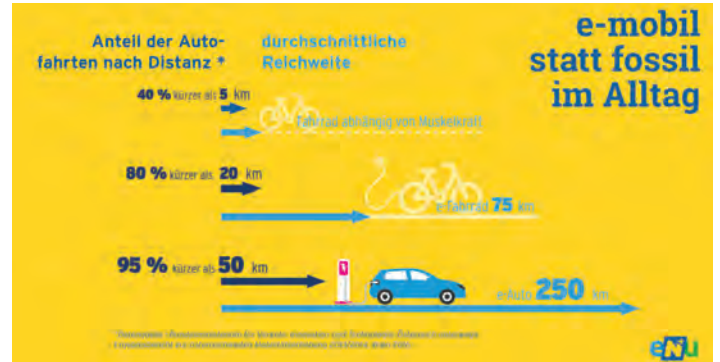 Anteil der Auto-
fahrten nach Distanz *
durchschnittliche
Reichweite
e-mobil
statt fossil
im Alltag
40 % kürzer als 5 km
Fahrrad abhängig von Muskelkraft
80 % kürzer als 20 km
e-Fahrrad 75 km
95 % kürzer als 50 km
e-Auto 250 km
eNu